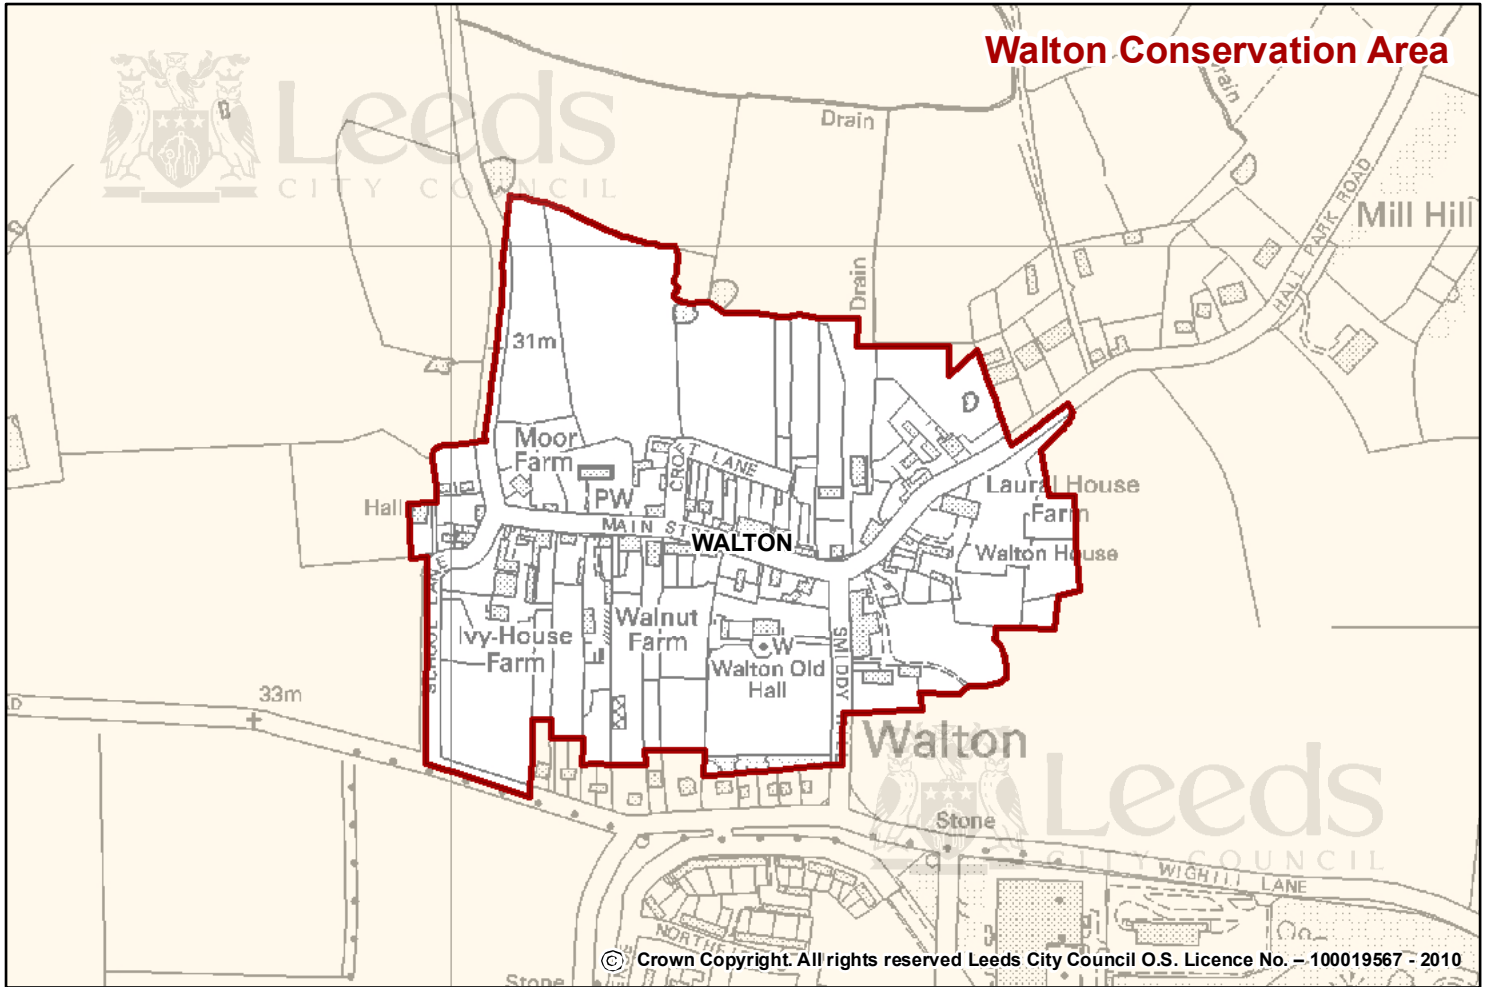 Walton Conservation Area
Leeds
CITY COUNCIL
Drain
Drain
Drain
HALL PARK ROAD
Mill Hill
31m
Moor
Farm
CROFT LANE
PW
Hall
MAIN
WALTON
Laural House
Farm
Walton House
SCHOOL LANE
Ivy-House
Farm
Walnut
Farm
W
Walton Old
Hall
SMIDDY
33m
Walton
Leeds
CITY COUNCIL
Stone
WIGHILL LANE
Stone
© Crown Copyright. All rights reserved Leeds City Council O.S. Licence No. – 100019567 - 2010